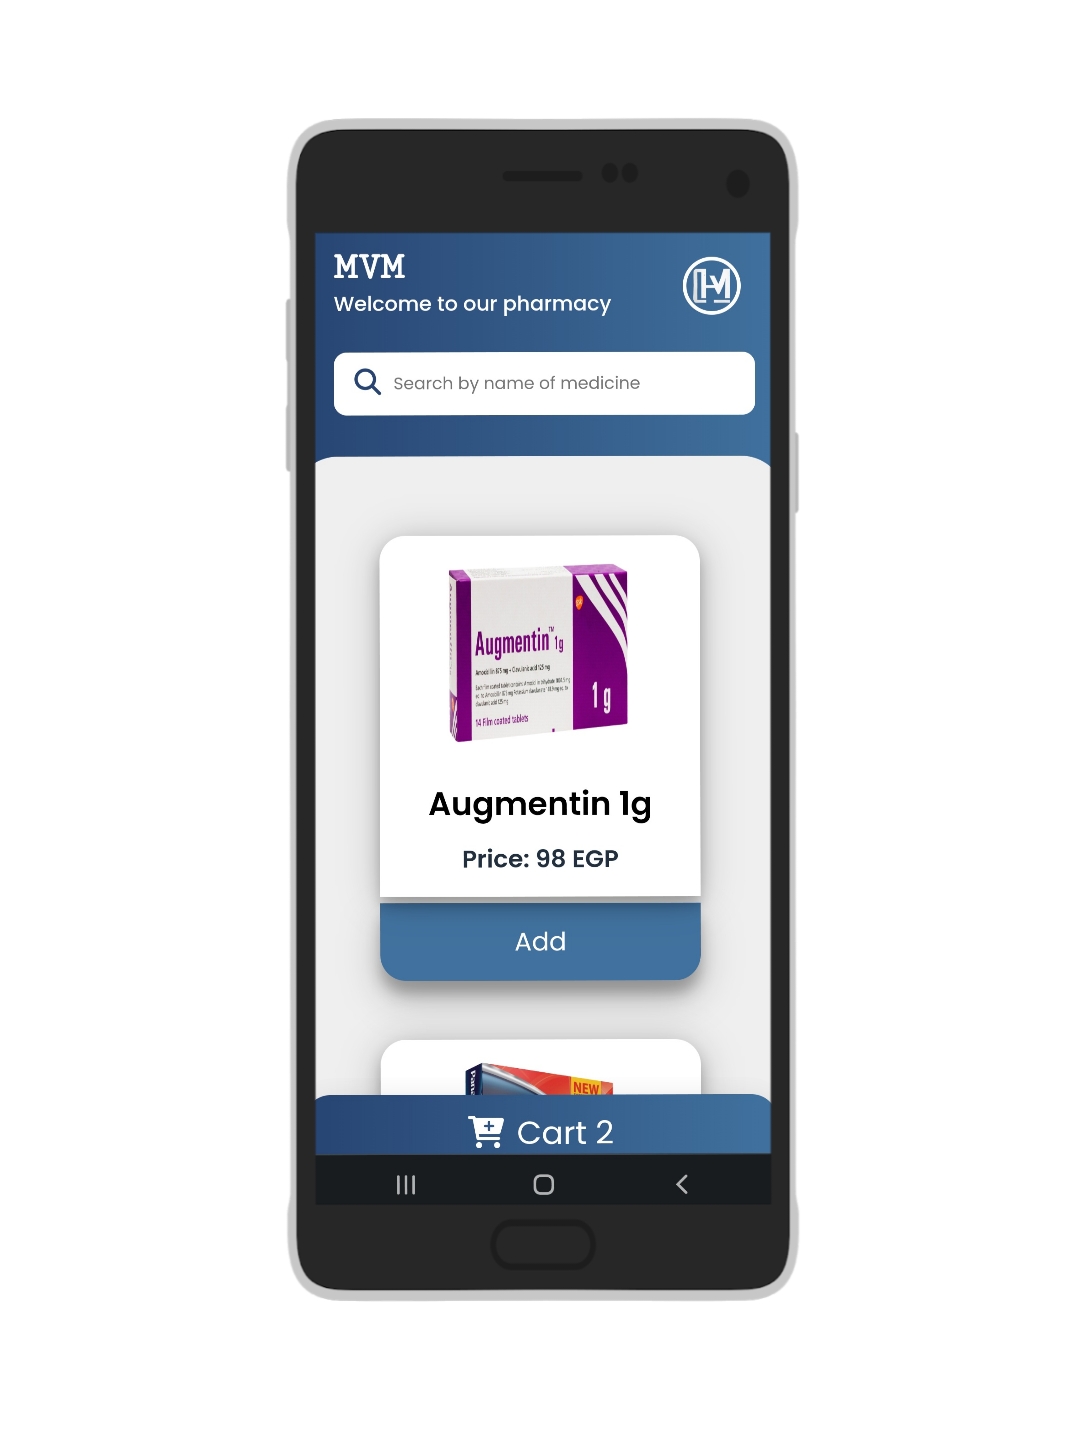 MVM
Welcome to our pharmacy
Search by name of medicine
Augmentin™ 1g
Amoxicillin 875 mg + Clavulanic acid 125 mg
14 Film coated tablets
1 g
Augmentin 1g
Price: 98 EGP
Add
NEW
Cart 2